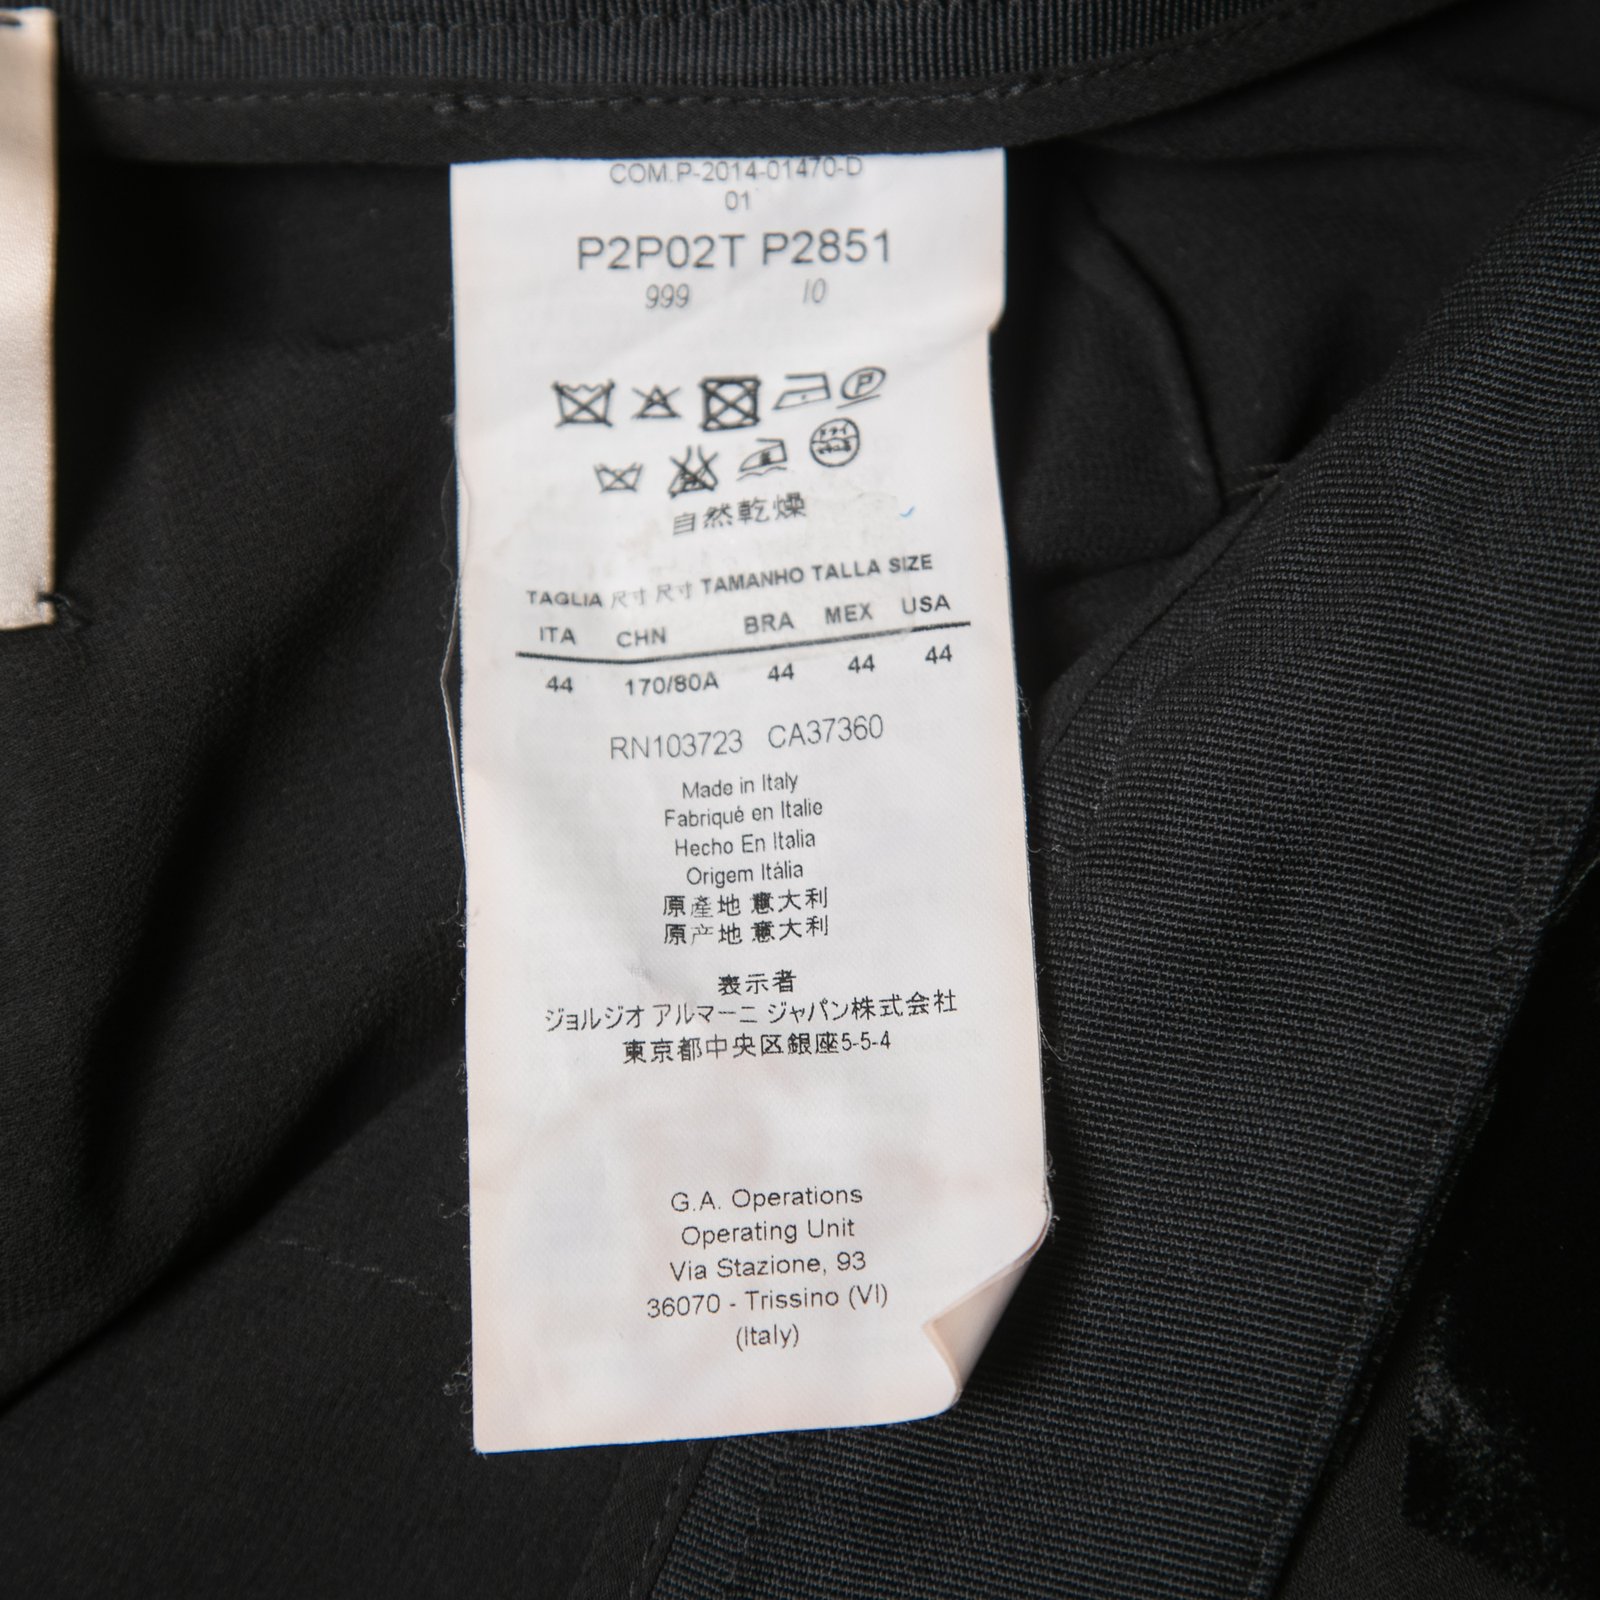 COM.P-2014-01470-D
01
P2P02T P2851
999 10
P
ドライ
自然乾燥
TAGLIA 尺寸 尺寸 TAMANHO TALLA SIZE
ITA CHN BRA MEX USA
44 170/80A 44 44 44
RN103723 CA37360
Made in Italy
Fabriqué en Italie
Hecho En Italia
Origem Itália
原產地 意大利
原产地 意大利
表示者
ジョルジオ アルマーニ ジャパン株式会社
東京都中央区銀座5-5-4
G.A. Operations
Operating Unit
Via Stazione, 93
36070 - Trissino (VI)
(Italy)